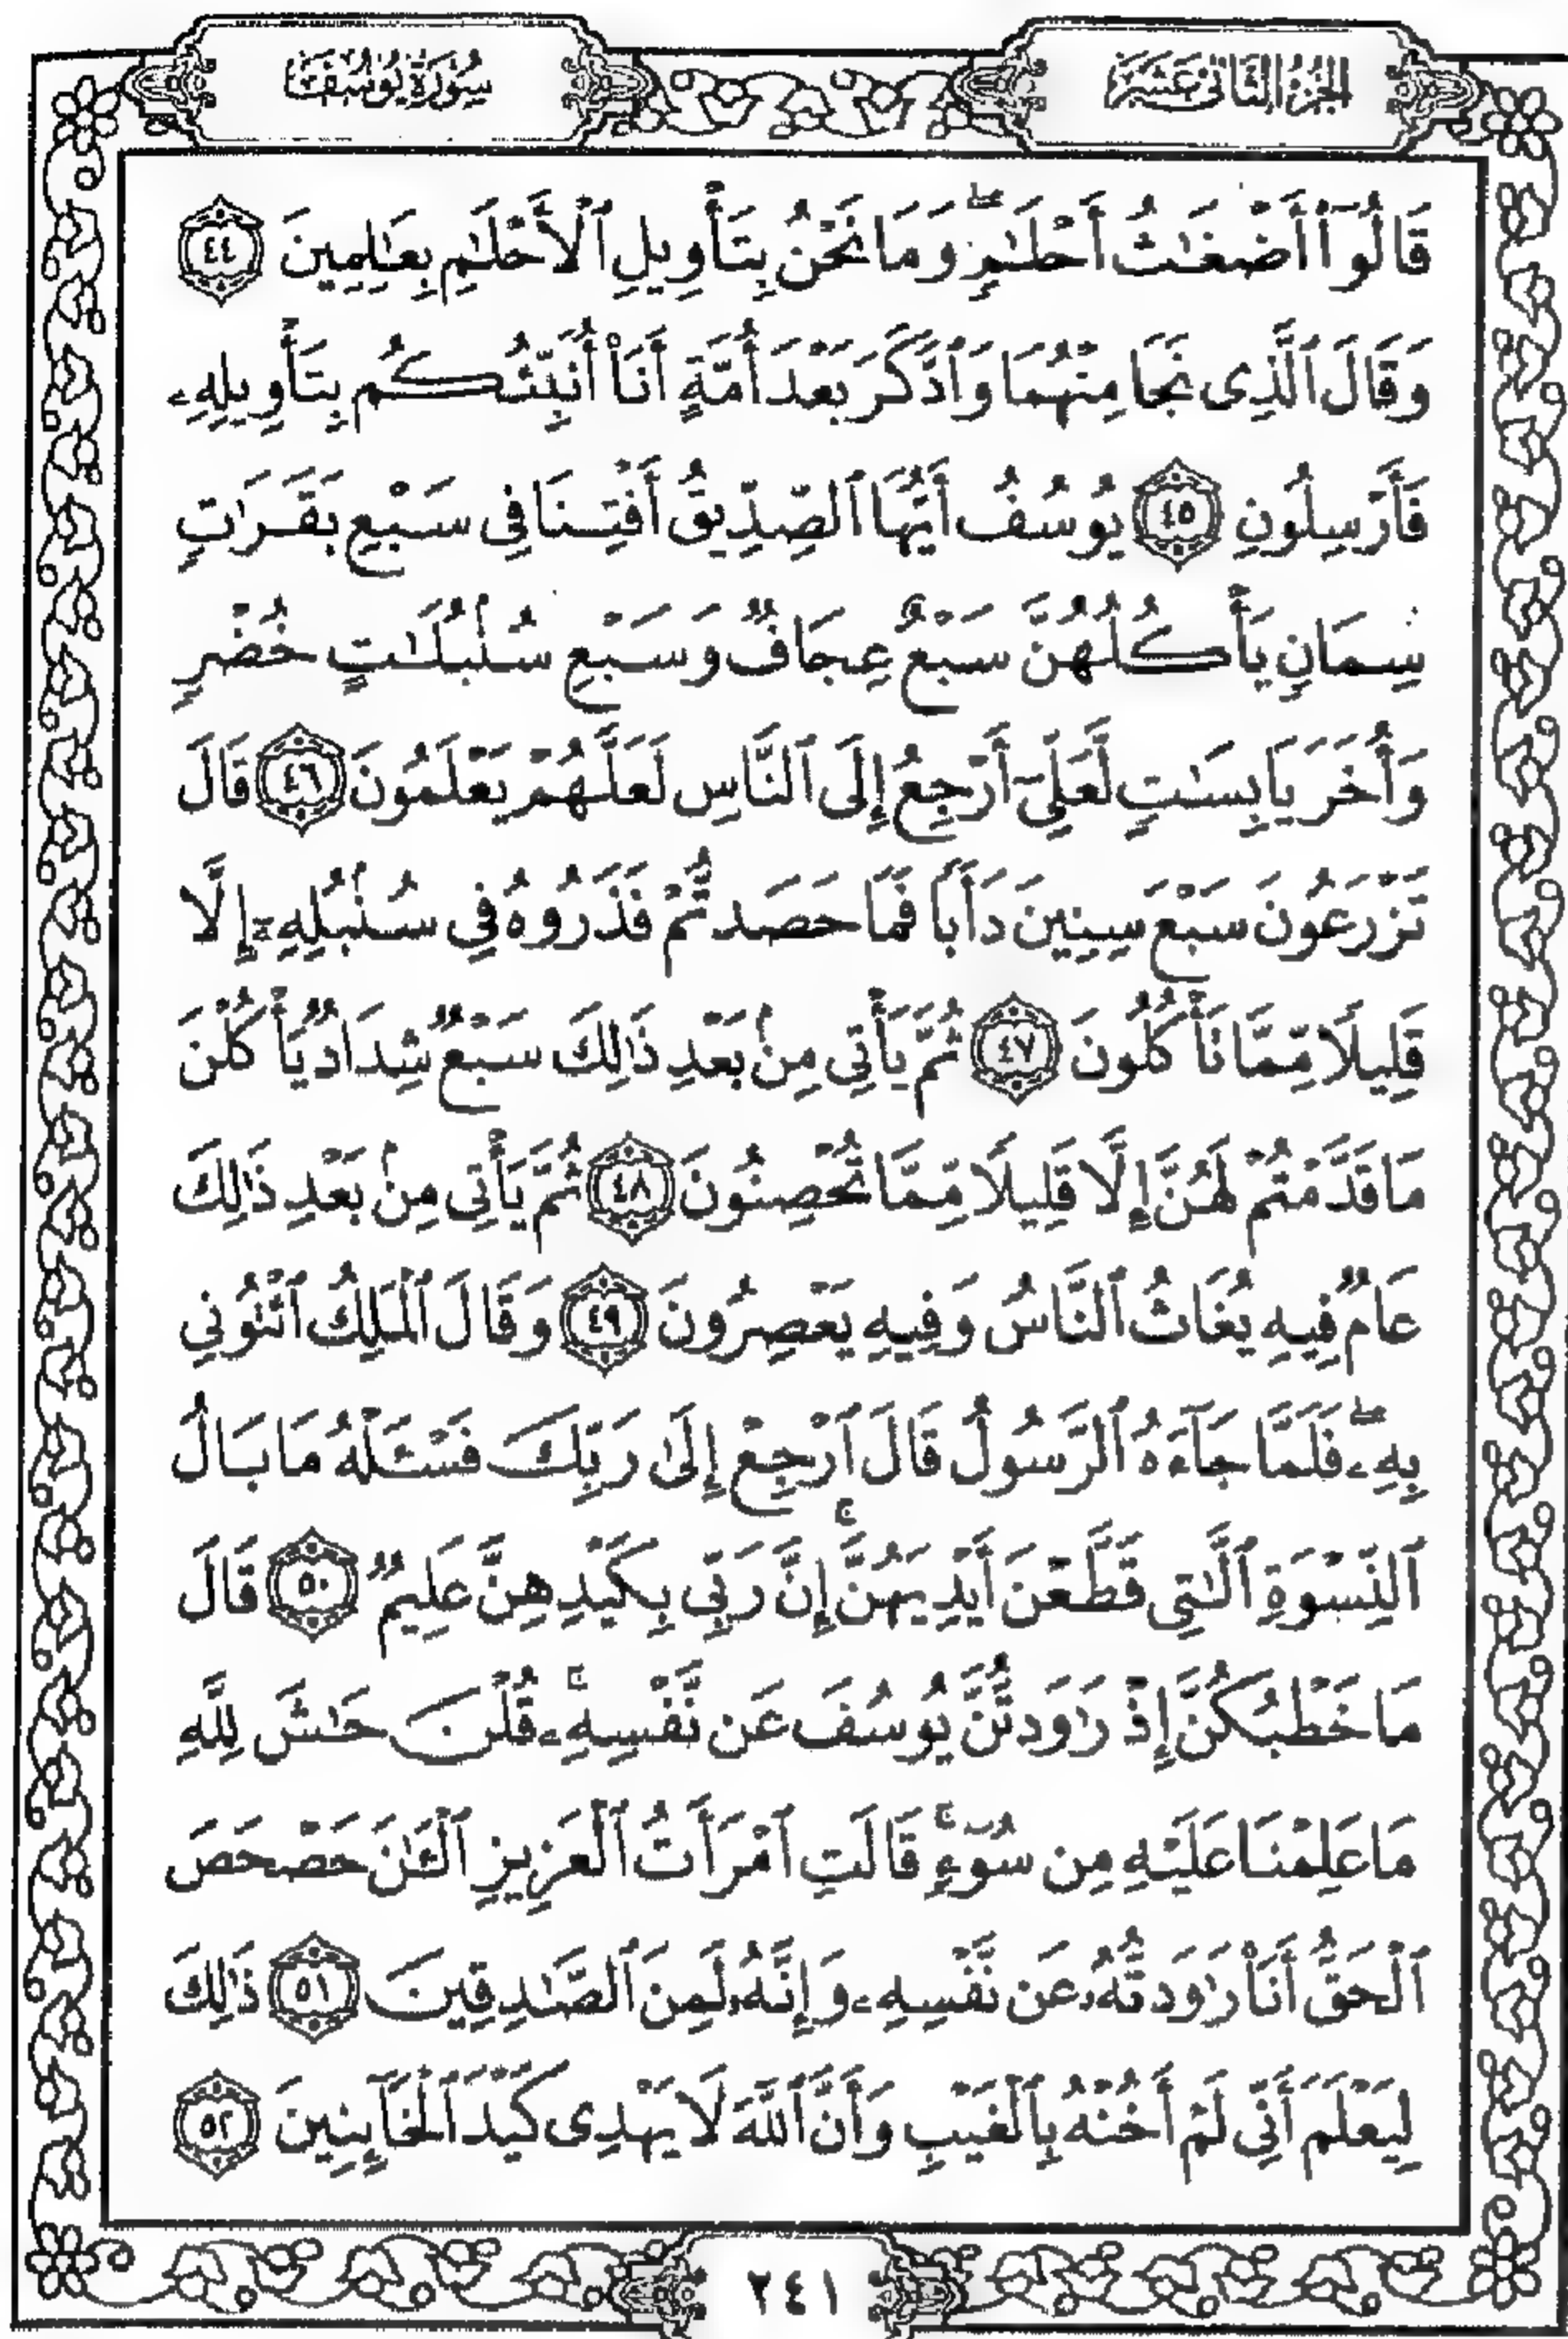 الجزء الثاني عشر
سورة يوسف
قَالُوٓا۟ أَضْغَـٰثُ أَحْلَـٰمٍۢ ۖ وَمَا نَحْنُ بِتَأْوِيلِ ٱلْأَحْلَـٰمِ بِعَـٰلِمِينَ ٤٤
وَقَالَ ٱلَّذِى نَجَا مِنْهُمَا وَٱدَّكَرَ بَعْدَ أُمَّةٍ أَنَا۠ أُنَبِّئُكُم بِتَأْوِيلِهِۦ
فَأَرْسِلُونِ ٤٥ يُوسُفُ أَيُّهَا ٱلصِّدِّيقُ أَفْتِنَا فِى سَبْعِ بَقَرَٰتٍ
سِمَانٍ يَأْكُلُهُنَّ سَبْعٌ عِجَافٌ وَسَبْعِ سُنۢبُلَـٰتٍ خُضْرٍ
وَأُخَرَ يَابِسَـٰتٍ لَّعَلِّىٓ أَرْجِعُ إِلَى ٱلنَّاسِ لَعَلَّهُمْ يَعْلَمُونَ ٤٦ قَالَ
تَزْرَعُونَ سَبْعَ سِنِينَ دَأَبًا فَمَا حَصَدتُّمْ فَذَرُوهُ فِى سُنۢبُلِهِۦٓ إِلَّا
قَلِيلًا مِّمَّا تَأْكُلُونَ ٤٧ ثُمَّ يَأْتِى مِنۢ بَعْدِ ذَٰلِكَ سَبْعٌ شِدَادٌ يَأْكُلْنَ
مَا قَدَّمْتُمْ لَهُنَّ إِلَّا قَلِيلًا مِّمَّا تُحْصِنُونَ ٤٨ ثُمَّ يَأْتِى مِنۢ بَعْدِ ذَٰلِكَ
عَامٌ فِيهِ يُغَاثُ ٱلنَّاسُ وَفِيهِ يَعْصِرُونَ ٤٩ وَقَالَ ٱلْمَلِكُ ٱئْتُونِى
بِهِۦ ۖ فَلَمَّا جَآءَهُ ٱلرَّسُولُ قَالَ ٱرْجِعْ إِلَىٰ رَبِّكَ فَسْـَٔلْهُ مَا بَالُ
ٱلنِّسْوَةِ ٱلَّـٰتِى قَطَّعْنَ أَيْدِيَهُنَّ ۚ إِنَّ رَبِّى بِكَيْدِهِنَّ عَلِيمٌ ٥٠ قَالَ
مَا خَطْبُكُنَّ إِذْ رَٰوَدتُّنَّ يُوسُفَ عَن نَّفْسِهِۦ ۚ قُلْنَ حَـٰشَ لِلَّهِ
مَا عَلِمْنَا عَلَيْهِ مِن سُوٓءٍ ۚ قَالَتِ ٱمْرَأَتُ ٱلْعَزِيزِ ٱلْـَٔـٰنَ حَصْحَصَ
ٱلْحَقُّ أَنَا۠ رَٰوَدتُّهُۥ عَن نَّفْسِهِۦ وَإِنَّهُۥ لَمِنَ ٱلصَّـٰدِقِينَ ٥١ ذَٰلِكَ
لِيَعْلَمَ أَنِّى لَمْ أَخُنْهُ بِٱلْغَيْبِ وَأَنَّ ٱللَّهَ لَا يَهْدِى كَيْدَ ٱلْخَآئِنِينَ ٥٢
٢٤١